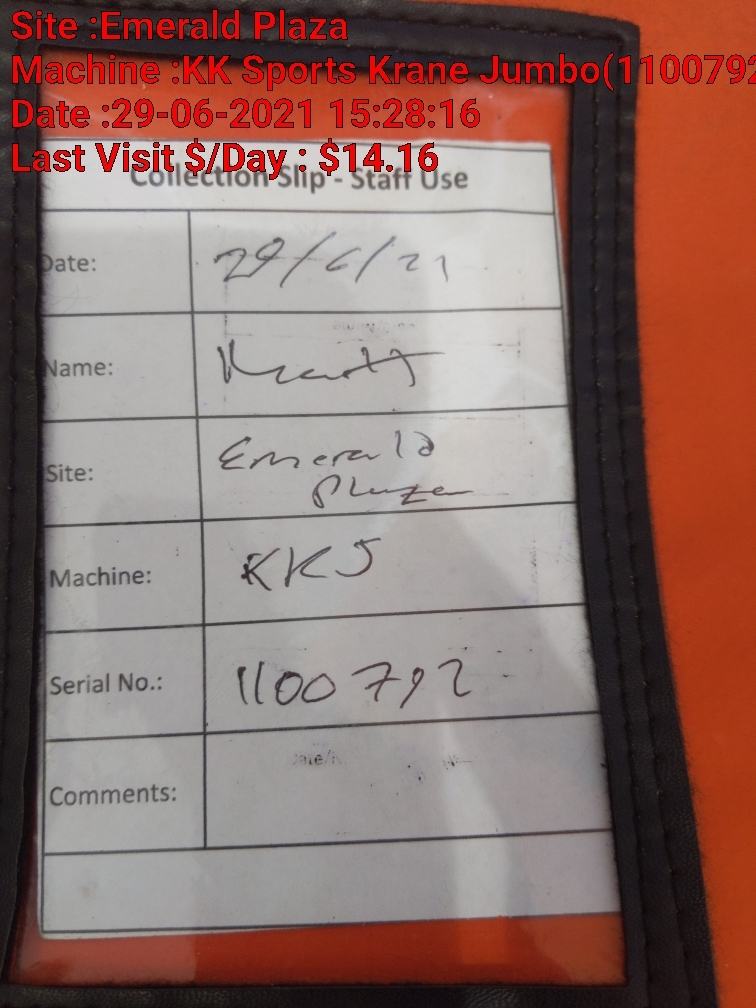 Site :Emerald Plaza
Machine :KK Sports Krane Jumbo(1100792
Date :29-06-2021 15:28:16
Last Visit $/Day : $14.16
Collection Slip - Staff Use
Date: 29/6/21
Name:
Site: Emerald
Plaza
Machine: KKJ
Serial No.: 1100792
Comments: